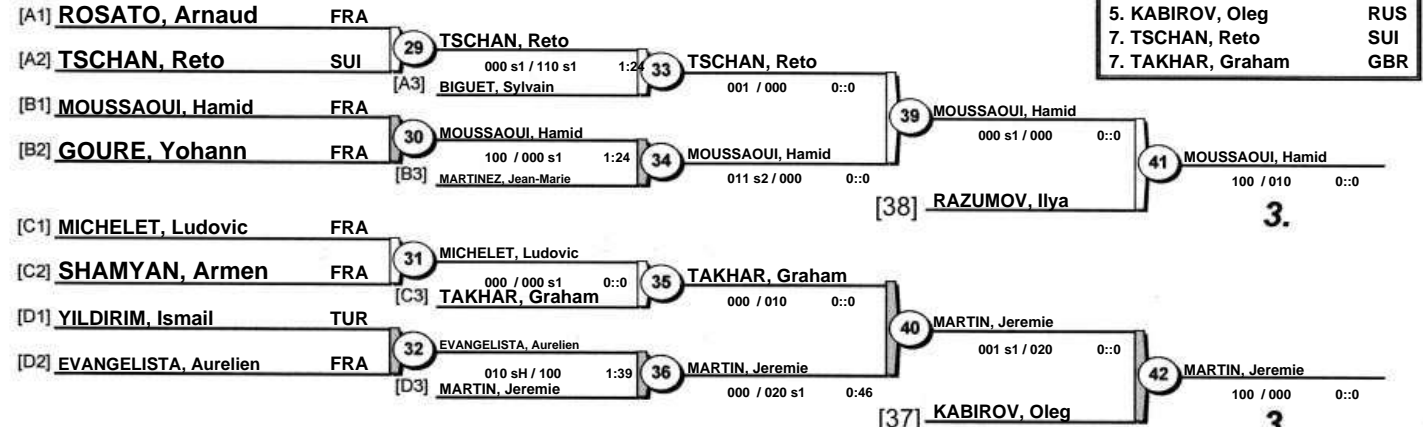 [A1] ROSATO, Arnaud FRA
5. KABIROV, Oleg RUS
29 TSCHAN, Reto
7. TSCHAN, Reto SUI
[A2] TSCHAN, Reto SUI
000 s1 / 110 s1 1:24
33 TSCHAN, Reto
7. TAKHAR, Graham GBR
[A3] BIGUET, Sylvain
001 / 000 0::0
[B1] MOUSSAOUI, Hamid FRA
39 MOUSSAOUI, Hamid
30 MOUSSAOUI, Hamid
000 s1 / 000 0::0
[B2] GOURE, Yohann FRA
100 / 000 s1 1:24
34 MOUSSAOUI, Hamid
41 MOUSSAOUI, Hamid
[B3] MARTINEZ, Jean-Marie
011 s2 / 000 0::0
100 / 010 0::0
[38] RAZUMOV, Ilya
3.
[C1] MICHELET, Ludovic FRA
31 MICHELET, Ludovic
[C2] SHAMYAN, Armen FRA
000 / 000 s1 0::0
35 TAKHAR, Graham
[C3] TAKHAR, Graham
000 / 010 0::0
[D1] YILDIRIM, Ismail TUR
40 MARTIN, Jeremie
32 EVANGELISTA, Aurelien
001 s1 / 020 0::0
[D2] EVANGELISTA, Aurelien FRA
010 sH / 100 1:39
36 MARTIN, Jeremie
42 MARTIN, Jeremie
[D3] MARTIN, Jeremie
000 / 020 s1 0:46
100 / 000 0::0
[37] KABIROV, Oleg
3.